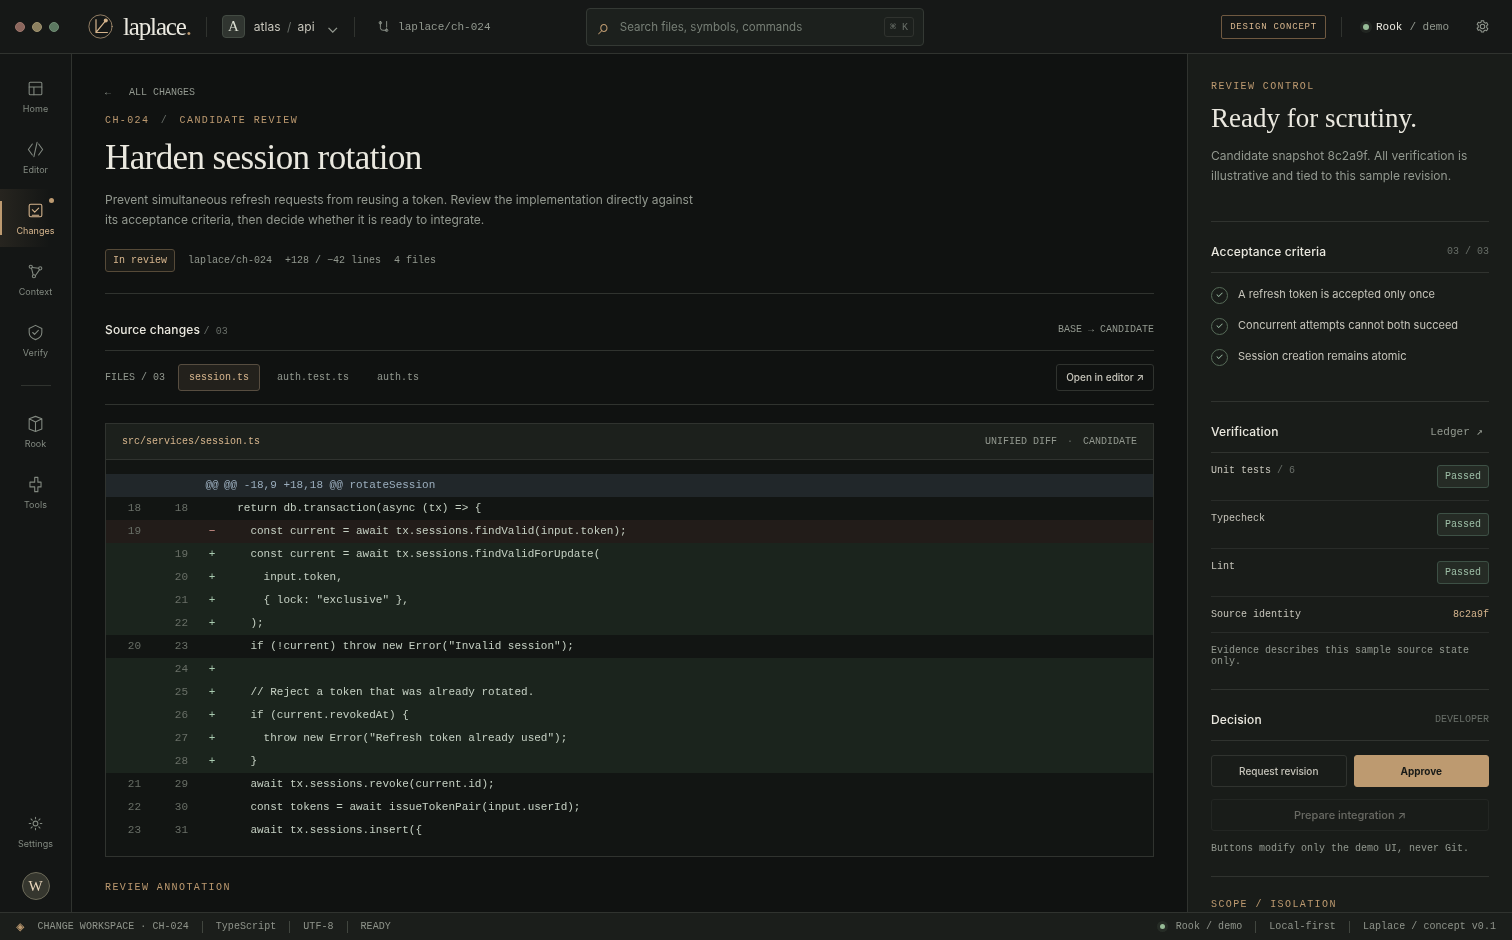 laplace.
A atlas / api
laplace/ch-024
Search files, symbols, commands
⌘ K
DESIGN CONCEPT
Rook / demo
Home
Editor
Changes
Context
Verify
Rook
Tools
Settings
W
← ALL CHANGES
CH-024 / CANDIDATE REVIEW
Harden session rotation
Prevent simultaneous refresh requests from reusing a token. Review the implementation directly against
its acceptance criteria, then decide whether it is ready to integrate.
In review laplace/ch-024 +128 / −42 lines 4 files
Source changes / 03
BASE → CANDIDATE
FILES / 03 session.ts auth.test.ts auth.ts
Open in editor ↗
src/services/session.ts
UNIFIED DIFF · CANDIDATE
@@ @@ -18,9 +18,18 @@ rotateSession
18 18 return db.transaction(async (tx) => {
19 − const current = await tx.sessions.findValid(input.token);
19 + const current = await tx.sessions.findValidForUpdate(
20 + input.token,
21 + { lock: "exclusive" },
22 + );
20 23 if (!current) throw new Error("Invalid session");
24 +
25 + // Reject a token that was already rotated.
26 + if (current.revokedAt) {
27 + throw new Error("Refresh token already used");
28 + }
21 29 await tx.sessions.revoke(current.id);
22 30 const tokens = await issueTokenPair(input.userId);
23 31 await tx.sessions.insert({
REVIEW ANNOTATION
REVIEW CONTROL
Ready for scrutiny.
Candidate snapshot 8c2a9f. All verification is
illustrative and tied to this sample revision.
Acceptance criteria 03 / 03
A refresh token is accepted only once
Concurrent attempts cannot both succeed
Session creation remains atomic
Verification Ledger ↗
Unit tests / 6 Passed
Typecheck Passed
Lint Passed
Source identity 8c2a9f
Evidence describes this sample source state
only.
Decision DEVELOPER
Request revision Approve
Prepare integration ↗
Buttons modify only the demo UI, never Git.
SCOPE / ISOLATION
CHANGE WORKSPACE · CH-024 TypeScript UTF-8 READY
Rook / demo Local-first Laplace / concept v0.1